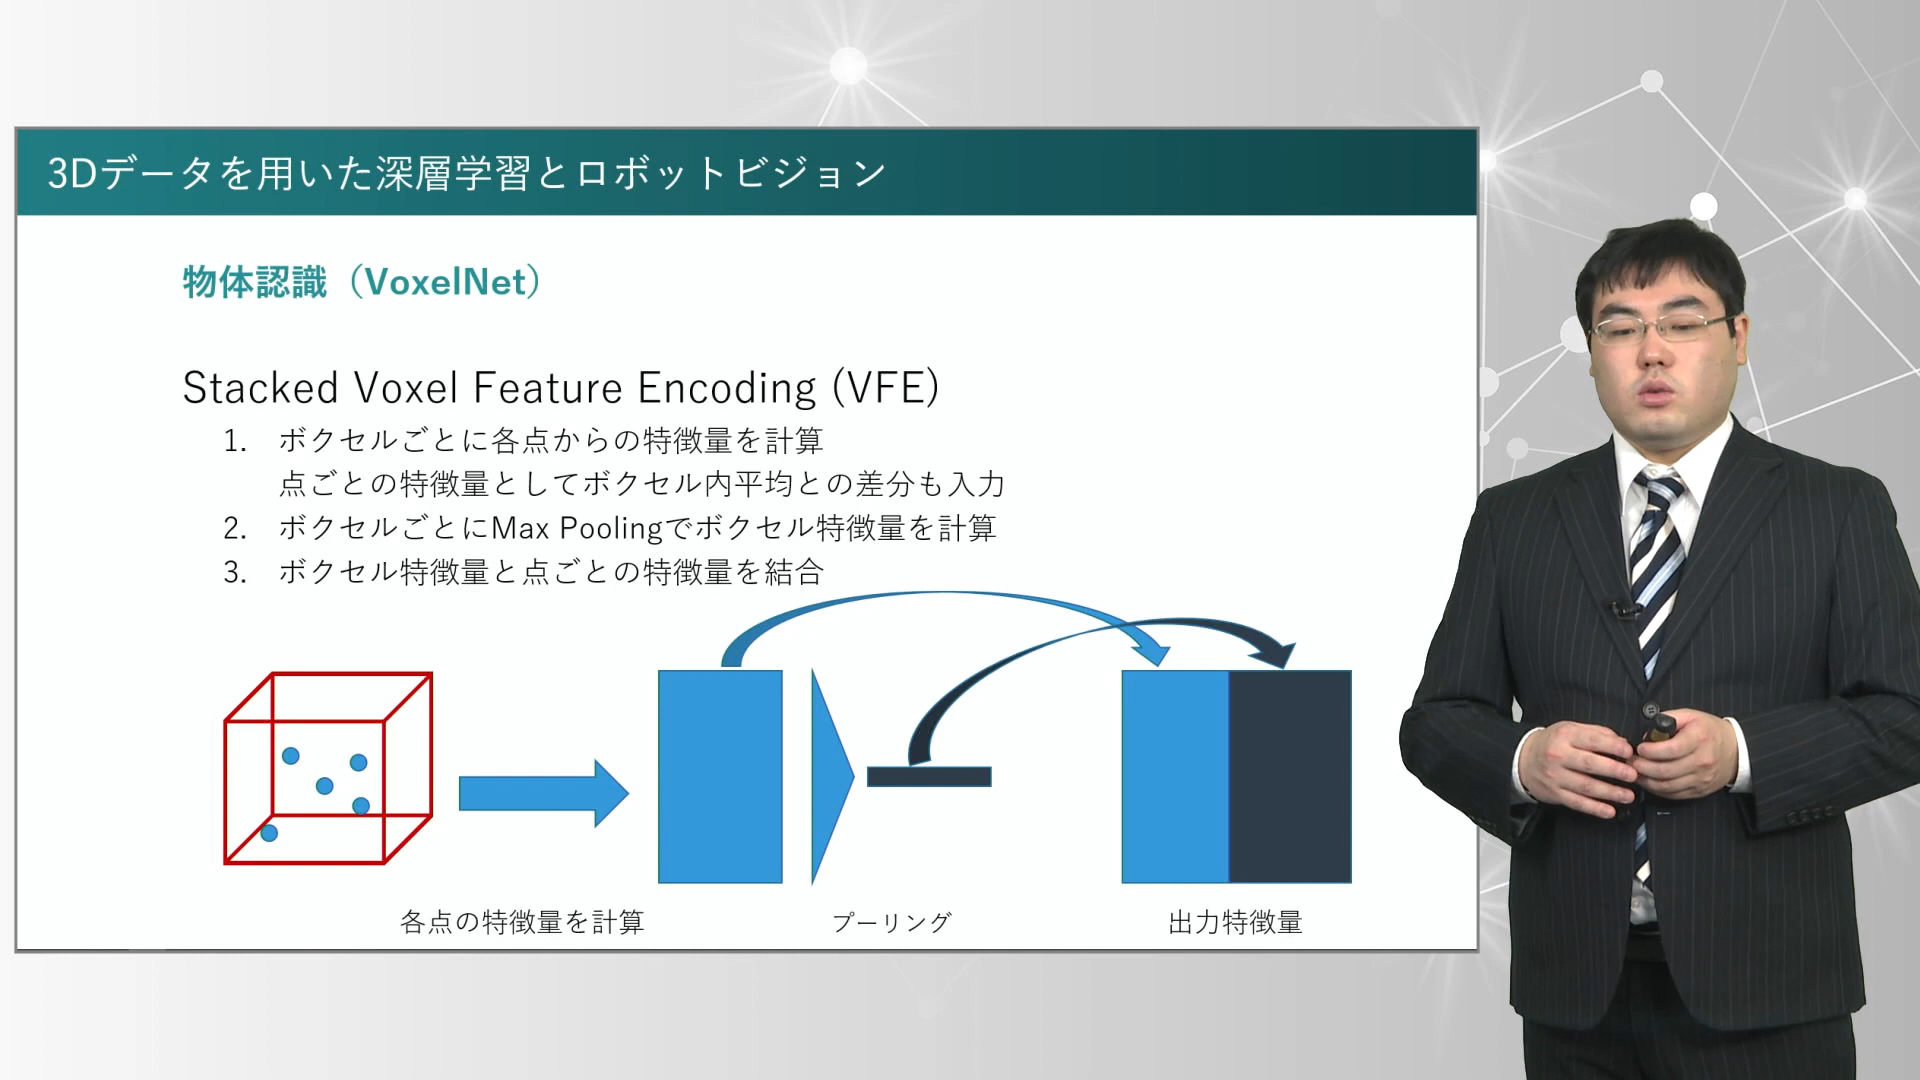 3Dデータを用いた深層学習とロボットビジョン
物体認識（VoxelNet）
Stacked Voxel Feature Encoding (VFE)
1. ボクセルごとに各点からの特徴量を計算
点ごとの特徴量としてボクセル内平均との差分も入力
2. ボクセルごとにMax Poolingでボクセル特徴量を計算
3. ボクセル特徴量と点ごとの特徴量を結合
各点の特徴量を計算
プーリング
出力特徴量